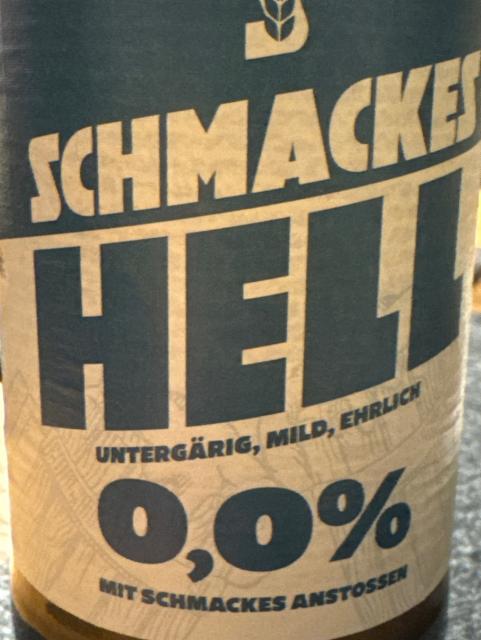 SCHMACKES
HELL
UNTERGÄRIG, MILD, EHRLICH
0,0%
MIT SCHMACKES ANSTOSSEN